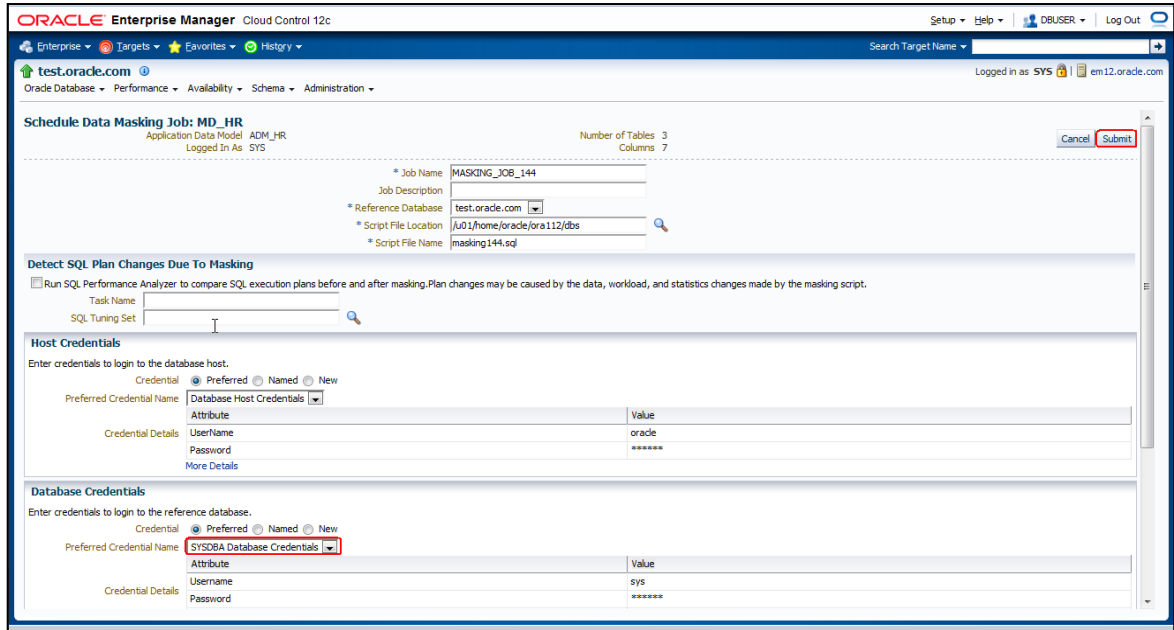 ORACLE Enterprise Manager Cloud Control 12c Setup Help DBUSER Log Out
Enterprise Targets Favorites History Search Target Name
test.oracle.com Logged in as SYS em12.oracle.com
Oracle Database Performance Availability Schema Administration
Schedule Data Masking Job: MD_HR
Application Data Model ADM_HR Number of Tables 3
Logged In As SYS Columns 7
Cancel Submit
* Job Name MASKING_JOB_144
Job Description
* Reference Database test.oracle.com
* Script File Location /u01/home/oracle/ora112/dbs
* Script File Name masking144.sql
Detect SQL Plan Changes Due To Masking
Run SQL Performance Analyzer to compare SQL execution plans before and after masking.Plan changes may be caused by the data, workload, and statistics changes made by the masking script.
Task Name
SQL Tuning Set
Host Credentials
Enter credentials to login to the database host.
Credential Preferred Named New
Preferred Credential Name Database Host Credentials
Attribute Value
Credential Details UserName oracle
Password ******
More Details
Database Credentials
Enter credentials to login to the reference database.
Credential Preferred Named New
Preferred Credential Name SYSDBA Database Credentials
Attribute Value
Username sys
Credential Details
Password ******